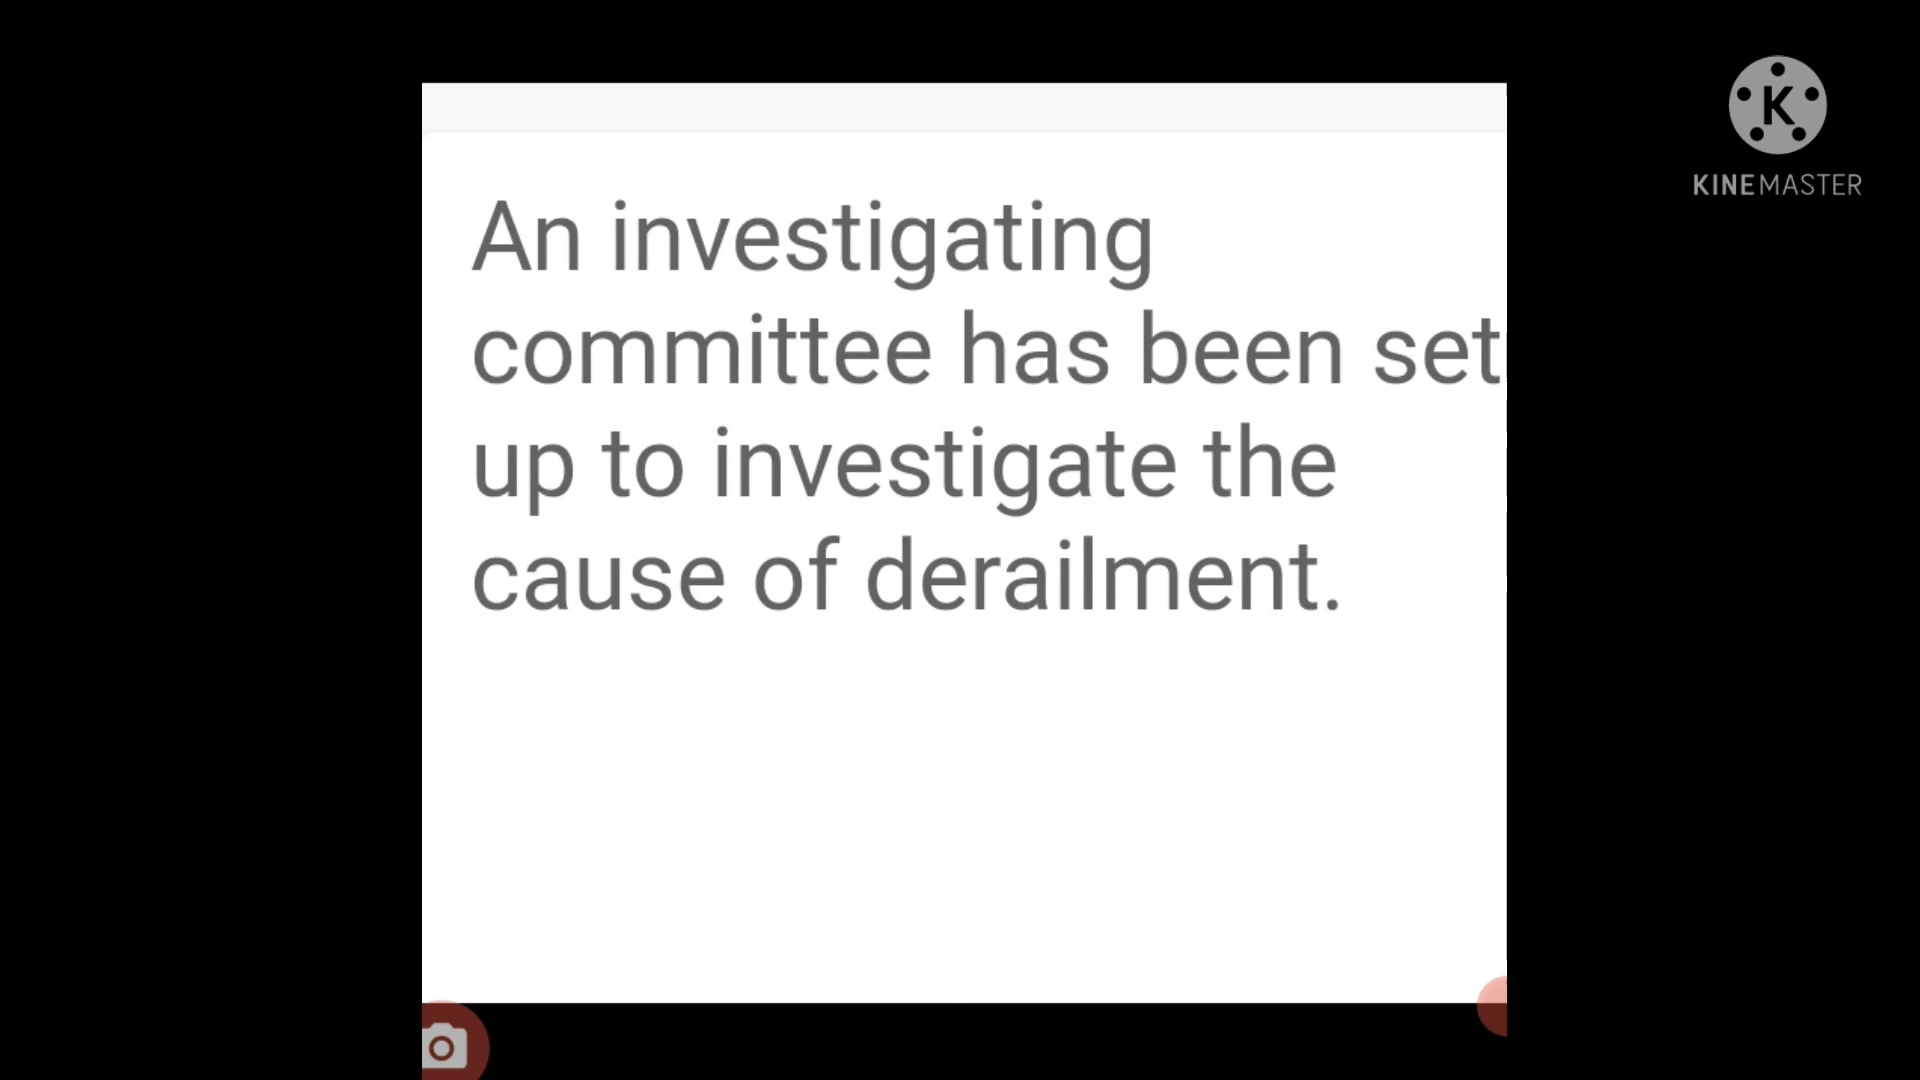 K
KINEMASTER
An investigating
committee has been set
up to investigate the
cause of derailment.